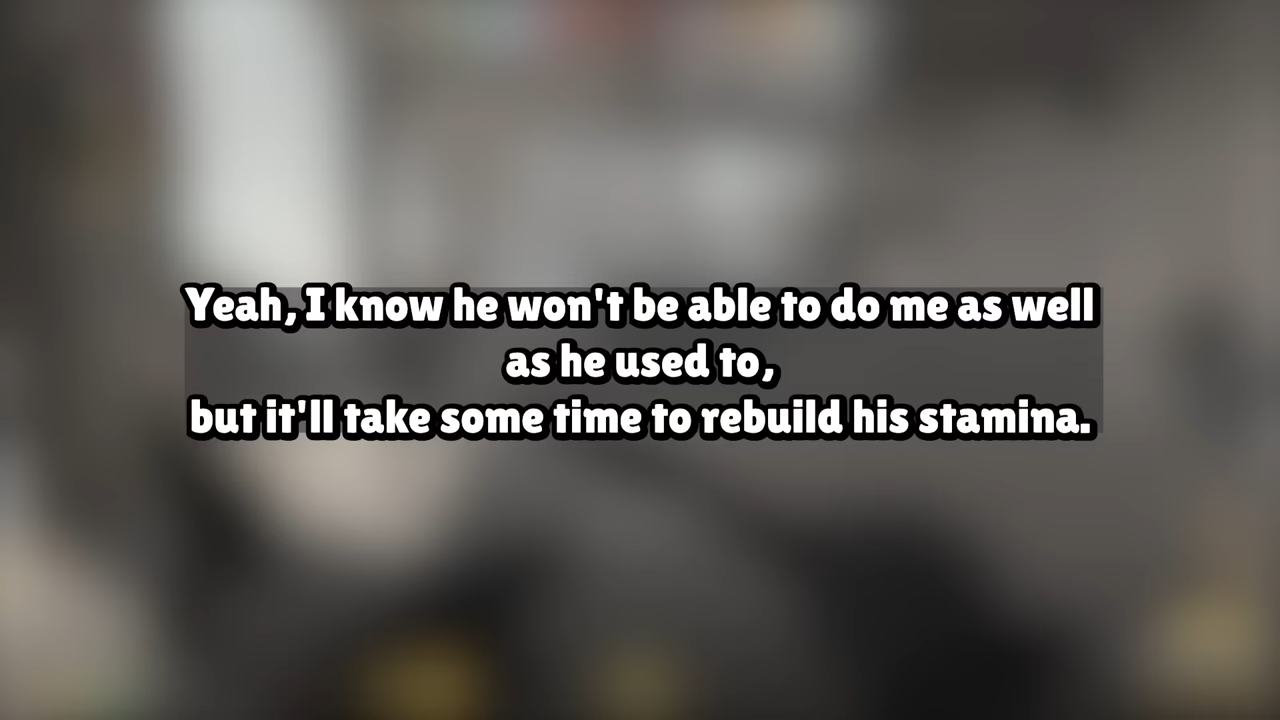 Yeah, I know he won't be able to do me as well
as he used to,
but it'll take some time to rebuild his stamina.